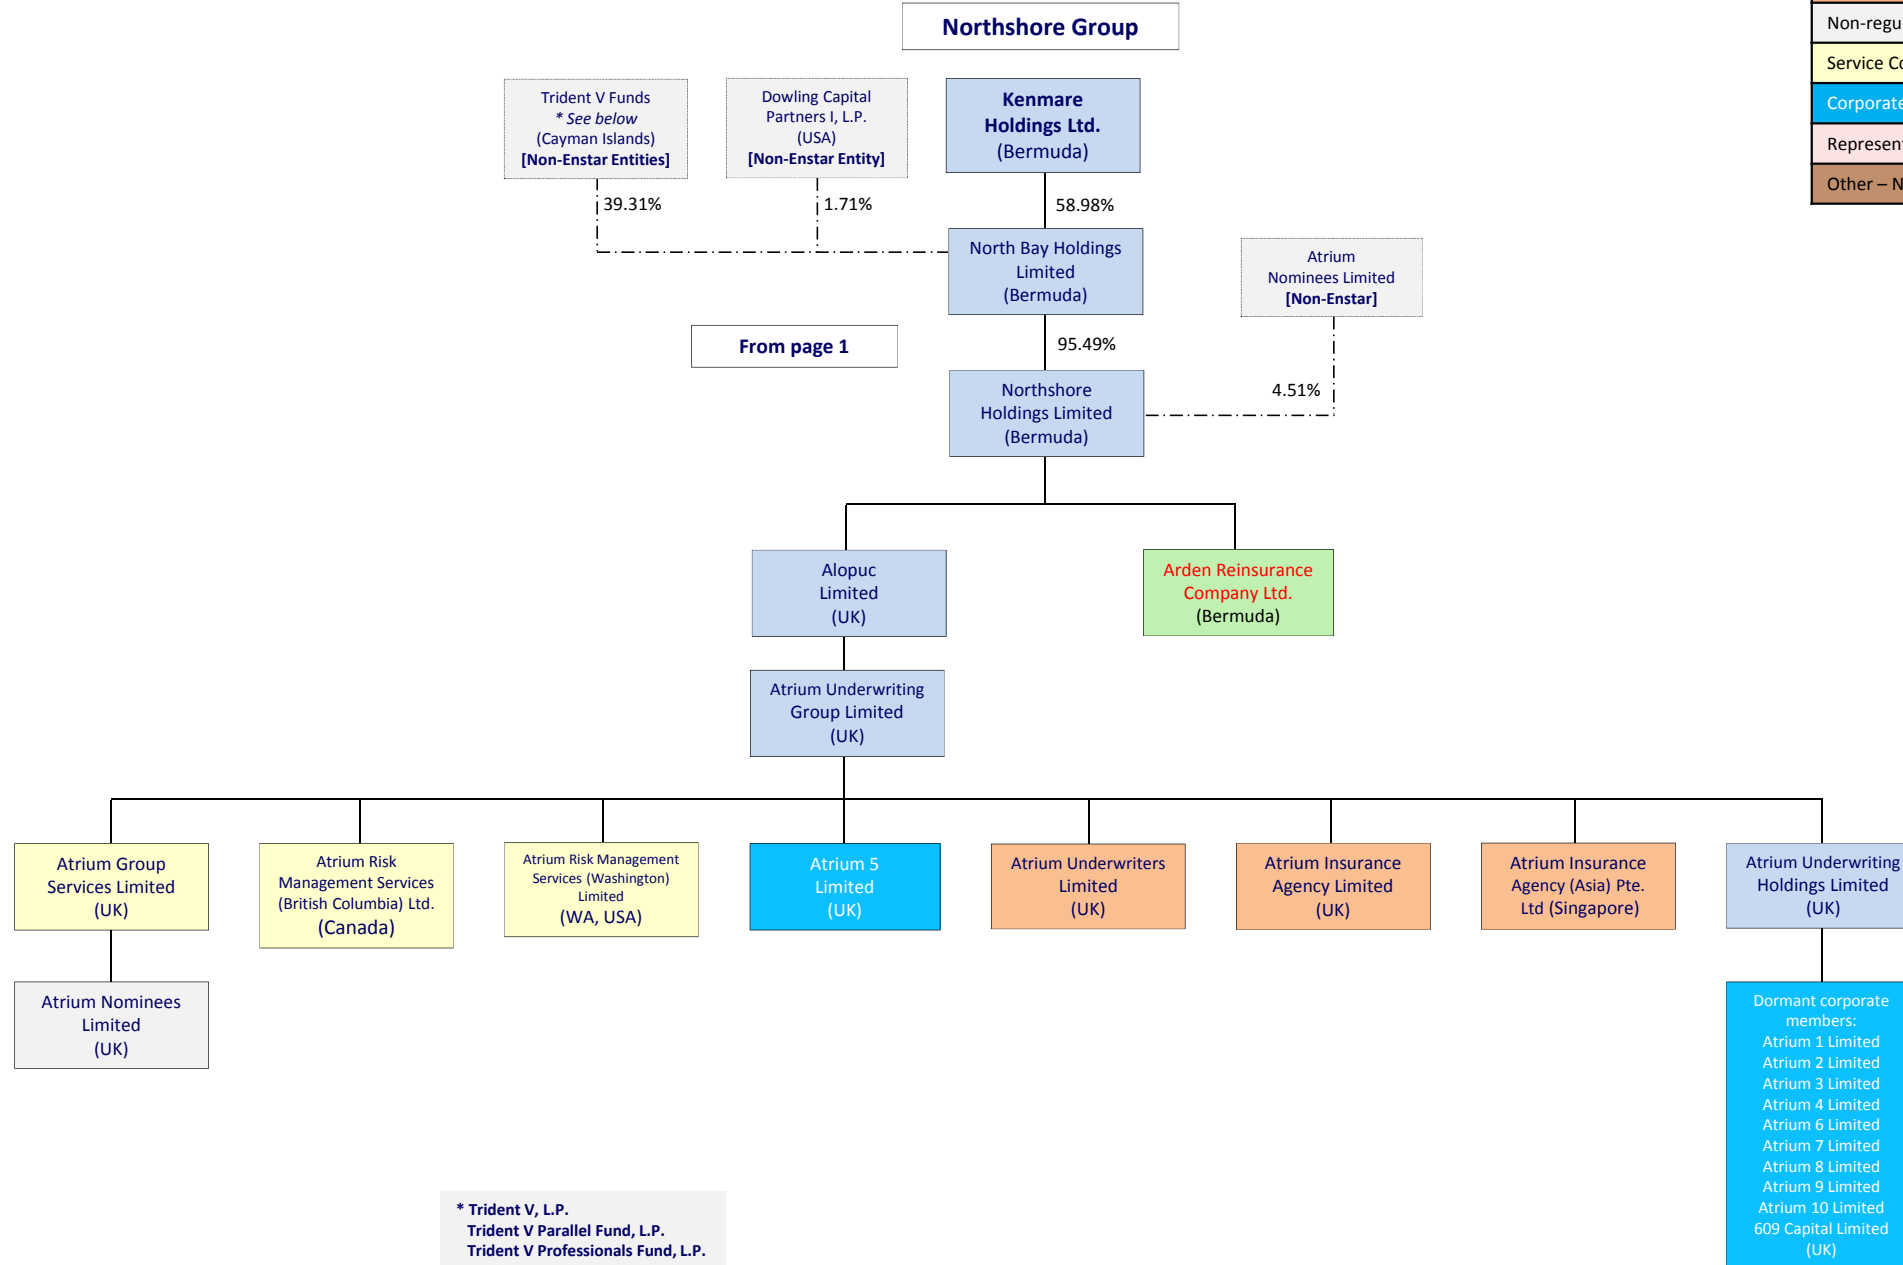 Northshore Group
Non-regu
Service Co
Corporate
Represent
Other – N
Trident V Funds
* See below
(Cayman Islands)
[Non-Enstar Entities]
Dowling Capital
Partners I, L.P.
(USA)
[Non-Enstar Entity]
Kenmare
Holdings Ltd.
(Bermuda)
39.31%
1.71%
58.98%
North Bay Holdings
Limited
(Bermuda)
Atrium
Nominees Limited
[Non-Enstar]
From page 1
95.49%
Northshore
Holdings Limited
(Bermuda)
4.51%
Alopuc
Limited
(UK)
Arden Reinsurance
Company Ltd.
(Bermuda)
Atrium Underwriting
Group Limited
(UK)
Atrium Group
Services Limited
(UK)
Atrium Risk
Management Services
(British Columbia) Ltd.
(Canada)
Atrium Risk Management
Services (Washington)
Limited
(WA, USA)
Atrium 5
Limited
(UK)
Atrium Underwriters
Limited
(UK)
Atrium Insurance
Agency Limited
(UK)
Atrium Insurance
Agency (Asia) Pte.
Ltd (Singapore)
Atrium Underwriting
Holdings Limited
(UK)
Atrium Nominees
Limited
(UK)
Dormant corporate
members:
Atrium 1 Limited
Atrium 2 Limited
Atrium 3 Limited
Atrium 4 Limited
Atrium 6 Limited
Atrium 7 Limited
Atrium 8 Limited
Atrium 9 Limited
Atrium 10 Limited
609 Capital Limited
(UK)
* Trident V, L.P.
Trident V Parallel Fund, L.P.
Trident V Professionals Fund, L.P.